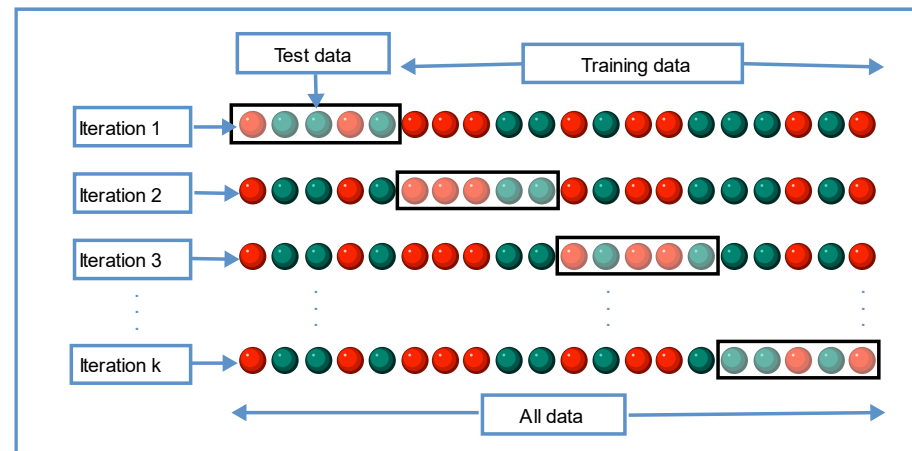 Test data
Training data
Iteration 1
Iteration 2
Iteration 3
Iteration k
All data